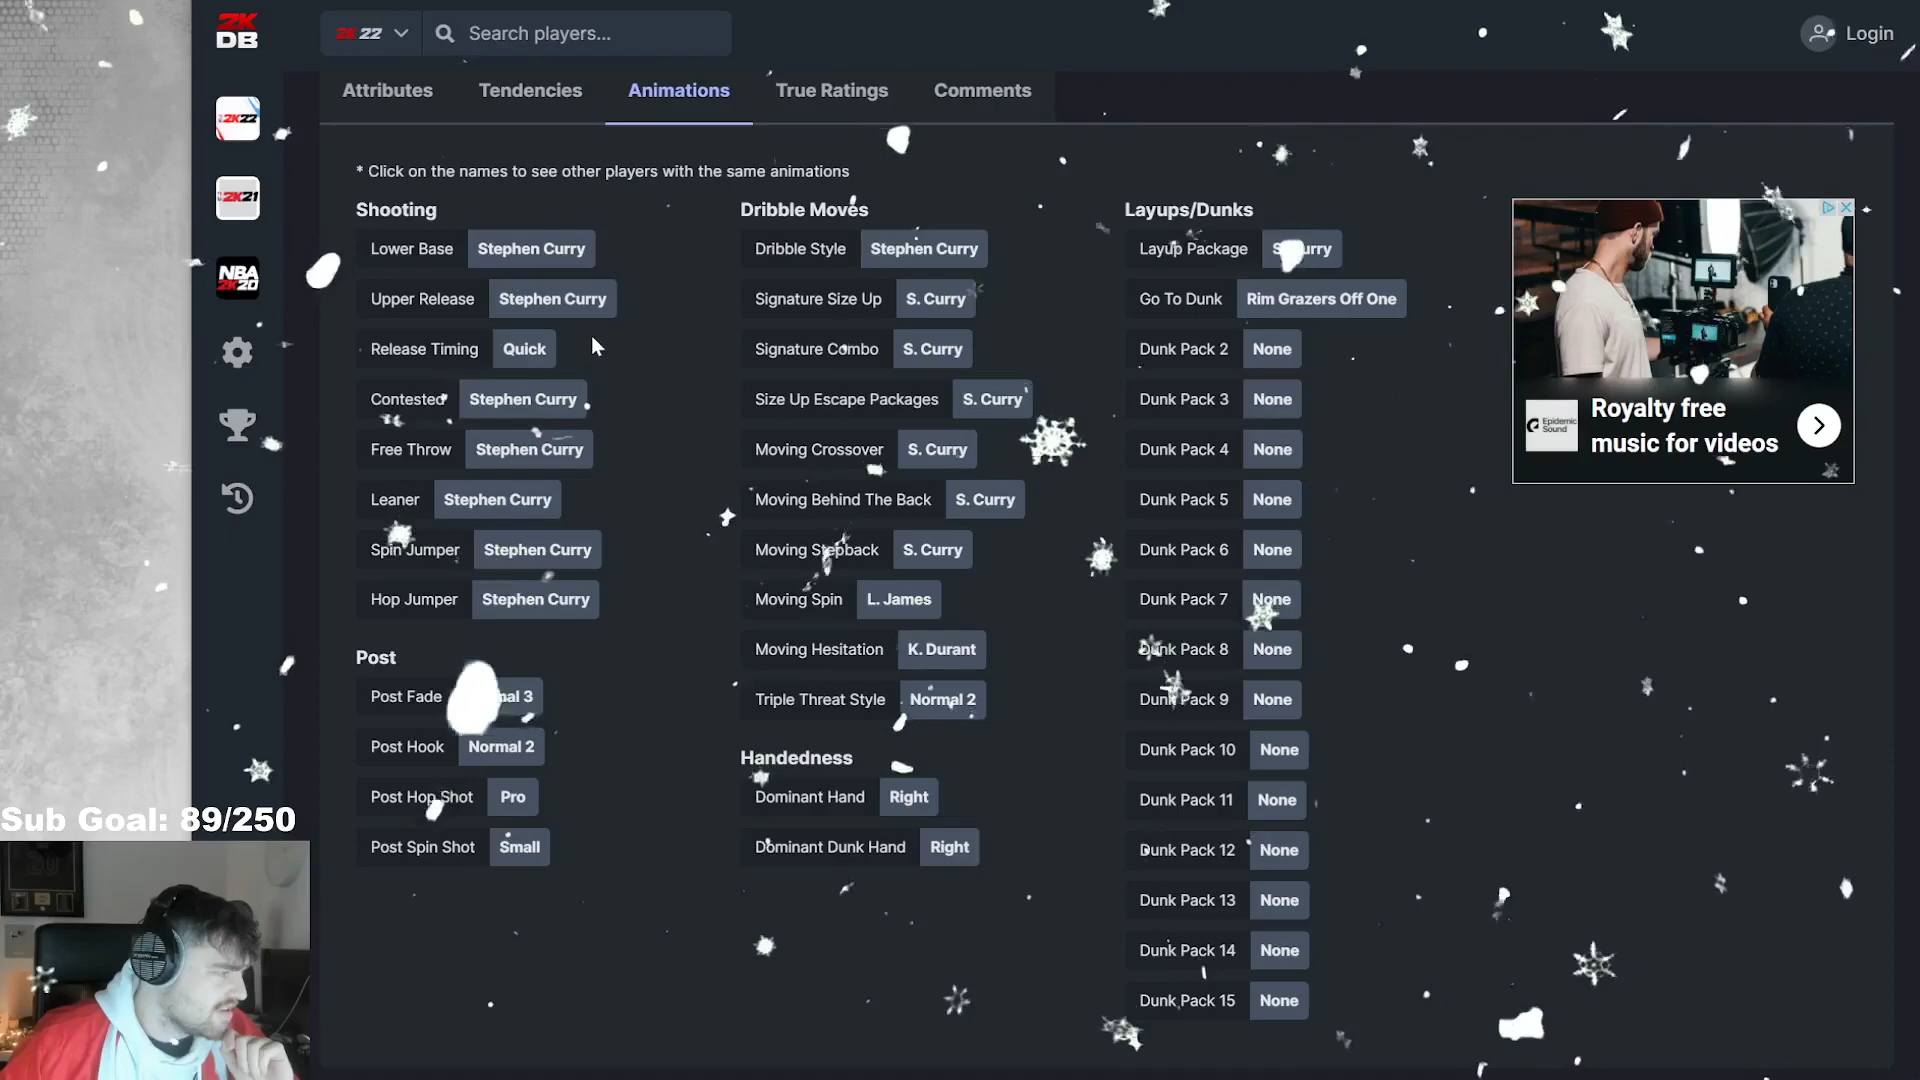 2K DB
2K 22
Search players...
Login
2K22
2K21
NBA 2K20
Attributes
Tendencies
Animations
True Ratings
Comments
* Click on the names to see other players with the same animations
Shooting
Lower Base Stephen Curry
Upper Release Stephen Curry
Release Timing Quick
Contested Stephen Curry
Free Throw Stephen Curry
Leaner Stephen Curry
Spin Jumper Stephen Curry
Hop Jumper Stephen Curry
Post
Post Fade 3
Post Hook Normal 2
Post Hop Shot Pro
Post Spin Shot Small
Dribble Moves
Dribble Style Stephen Curry
Signature Size Up S. Curry
Signature Combo S. Curry
Size Up Escape Packages S. Curry
Moving Crossover S. Curry
Moving Behind The Back S. Curry
Moving Stepback S. Curry
Moving Spin L. James
Moving Hesitation K. Durant
Triple Threat Style Normal 2
Handedness
Dominant Hand Right
Dominant Dunk Hand Right
Layups/Dunks
Layup Package S. Curry
Go To Dunk Rim Grazers Off One
Dunk Pack 2 None
Dunk Pack 3 None
Dunk Pack 4 None
Dunk Pack 5 None
Dunk Pack 6 None
Dunk Pack 7 None
Dunk Pack 8 None
Dunk Pack 9 None
Dunk Pack 10 None
Dunk Pack 11 None
Dunk Pack 12 None
Dunk Pack 13 None
Dunk Pack 14 None
Dunk Pack 15 None
Epidemic Sound
Royalty free
music for videos
Sub Goal: 89/250